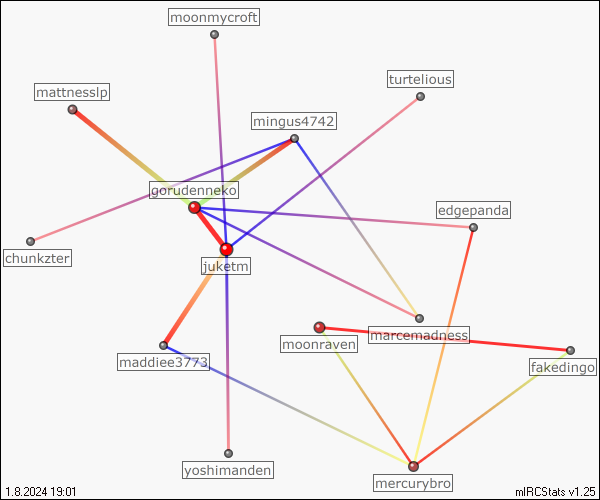 moonmycroft
turtelious
mattnesslp
mingus4742
gorudenneko
edgepanda
chunkzter
juketm
marcemadness
moonraven
maddiee3773
fakedingo
yoshimanden
mercurybro
1.8.2024 19:01
mIRCStats v1.25